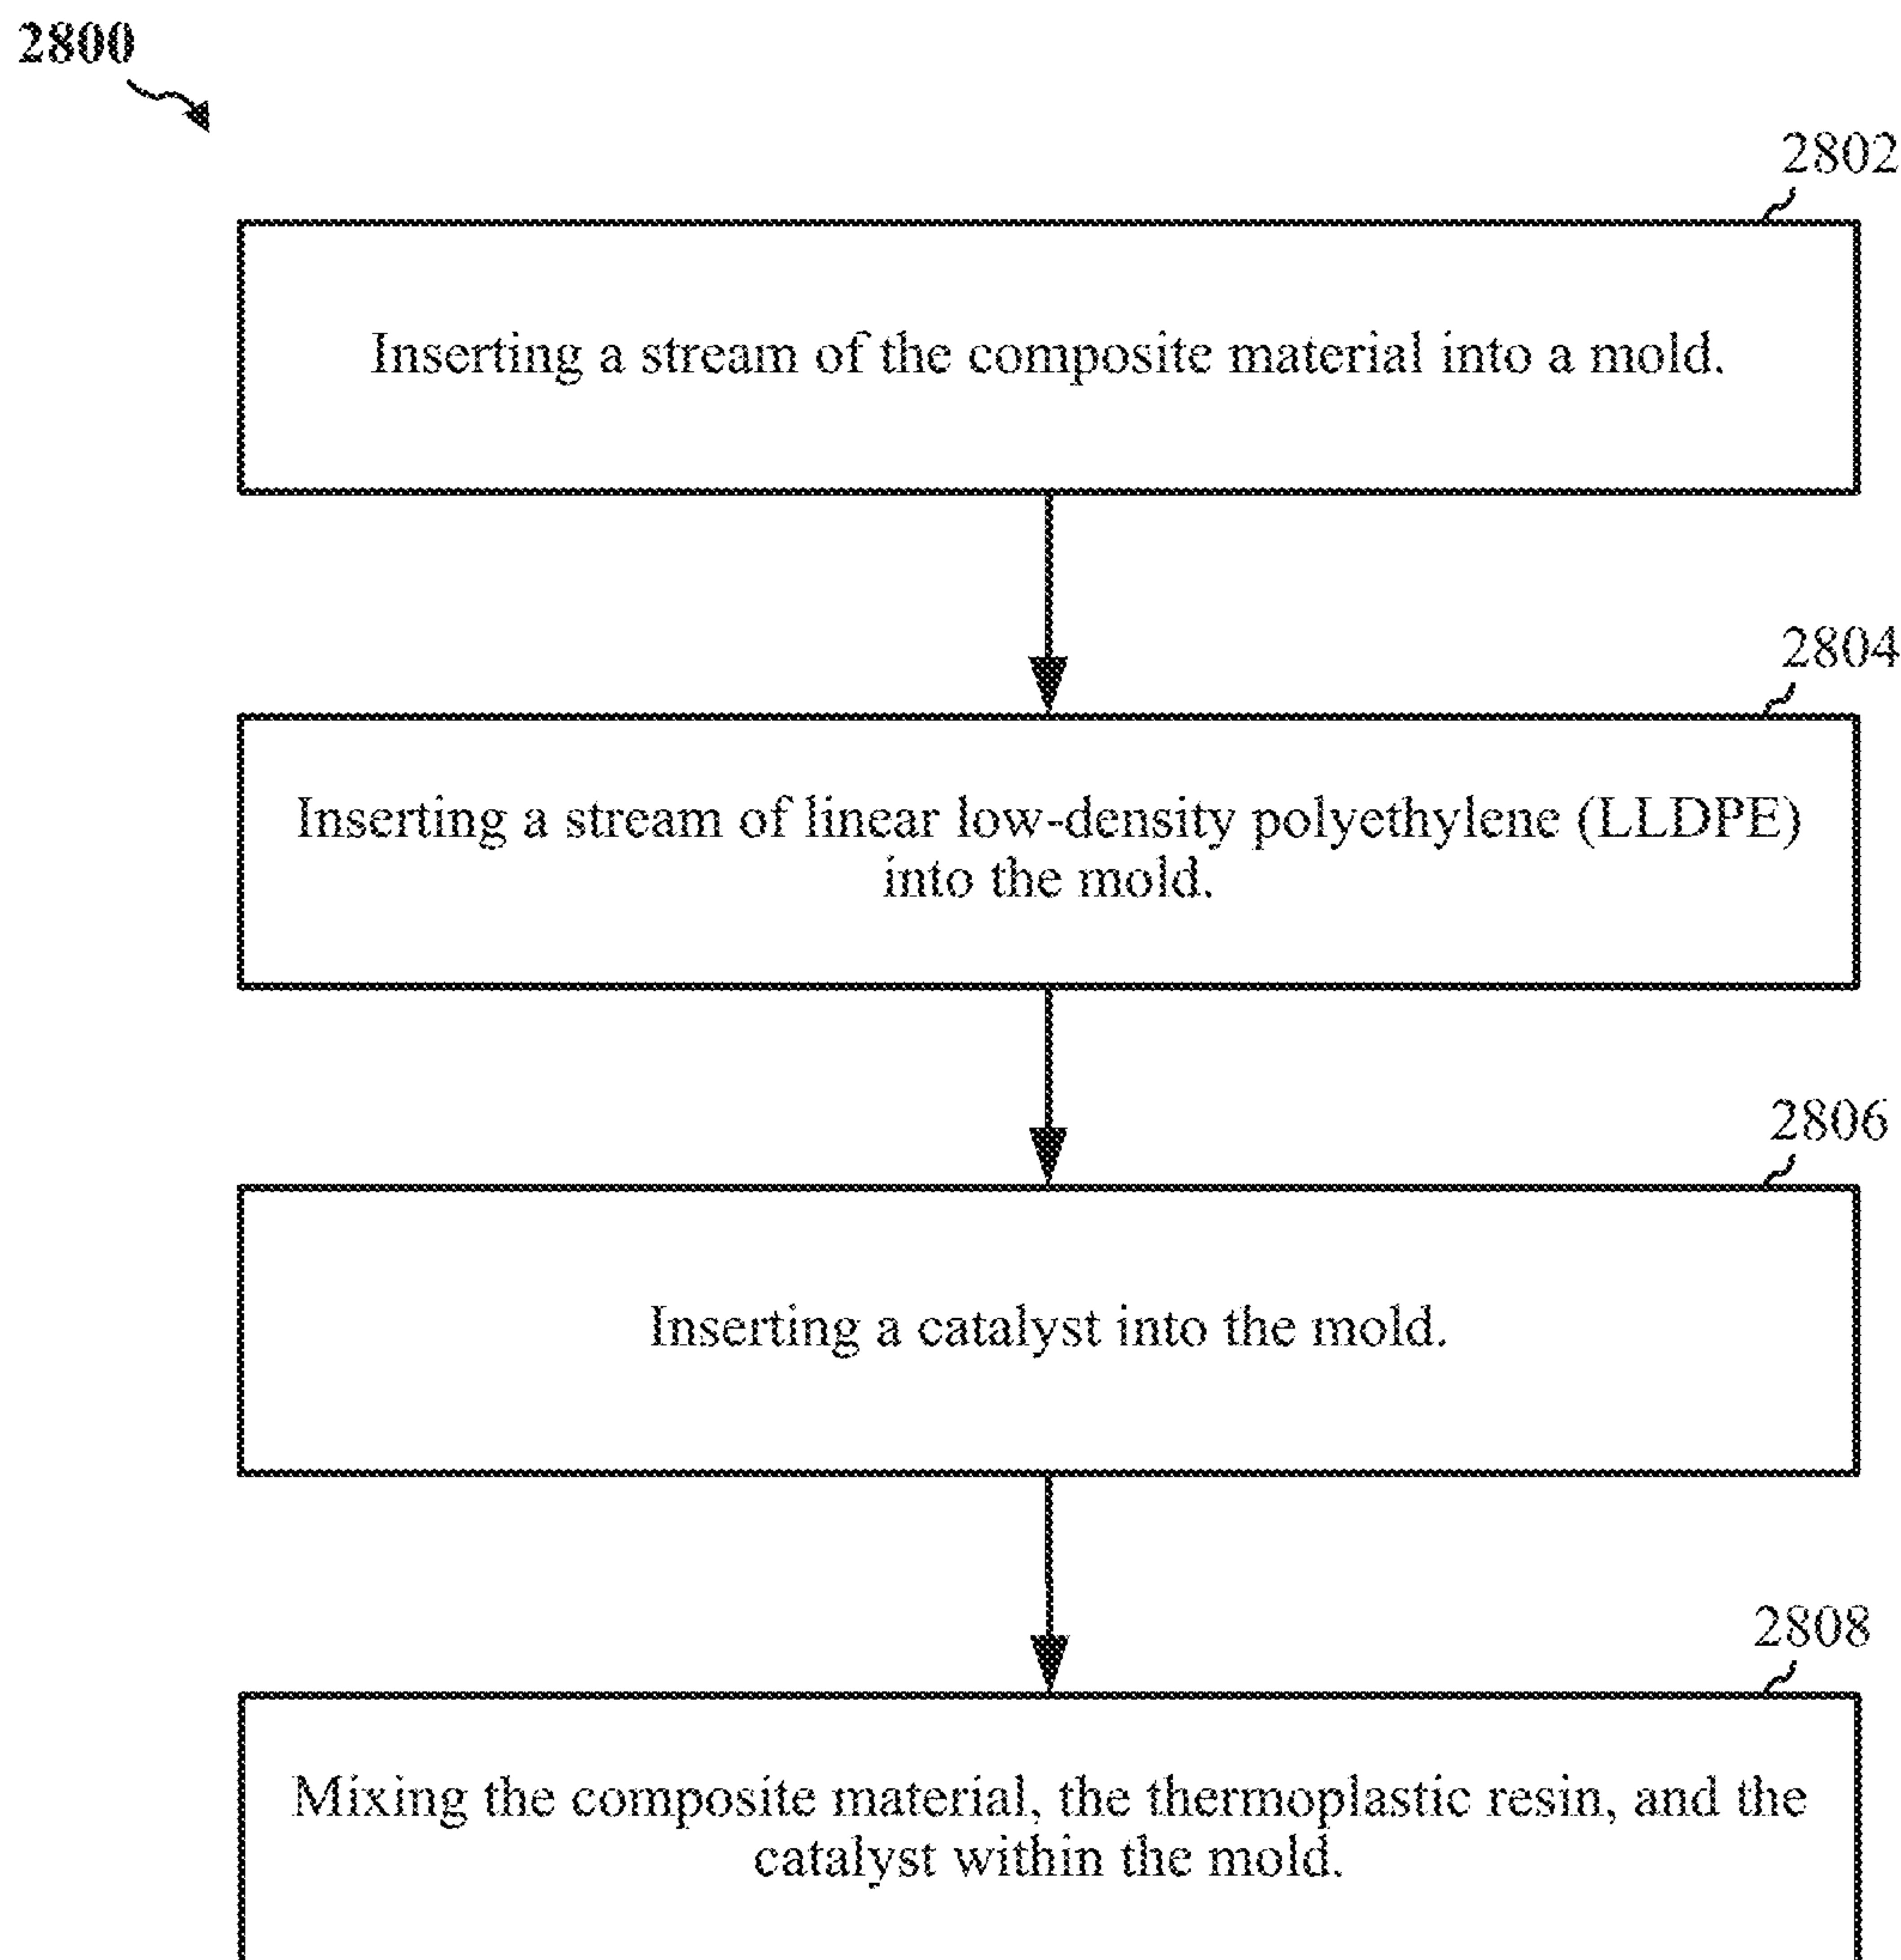 2800
2802
Inserting a stream of the composite material into a mold.
2804
Inserting a stream of linear low-density polyethylene (LLDPE)
into the mold.
2806
Inserting a catalyst into the mold.
2808
Mixing the composite material, the thermoplastic resin, and the
catalyst within the mold.